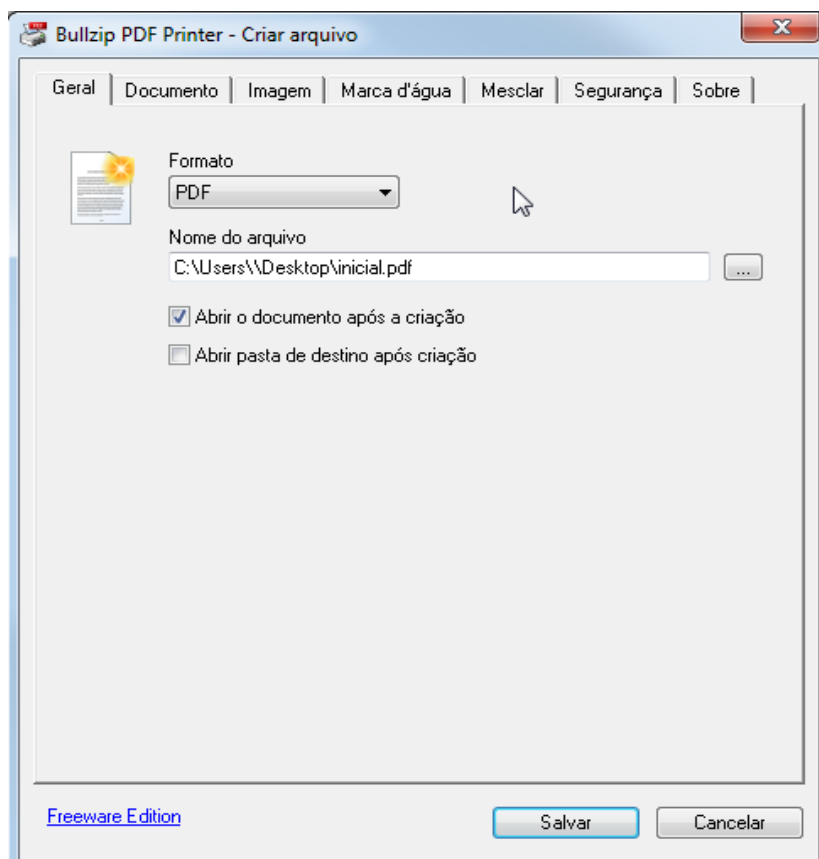 Bullzip PDF Printer - Criar arquivo
Geral Documento Imagem Marca d'água Mesclar Segurança Sobre
Formato
PDF
Nome do arquivo
C:\Users\\Desktop\inicial.pdf
...
Abrir o documento após a criação
Abrir pasta de destino após criação
Freeware Edition
Salvar Cancelar